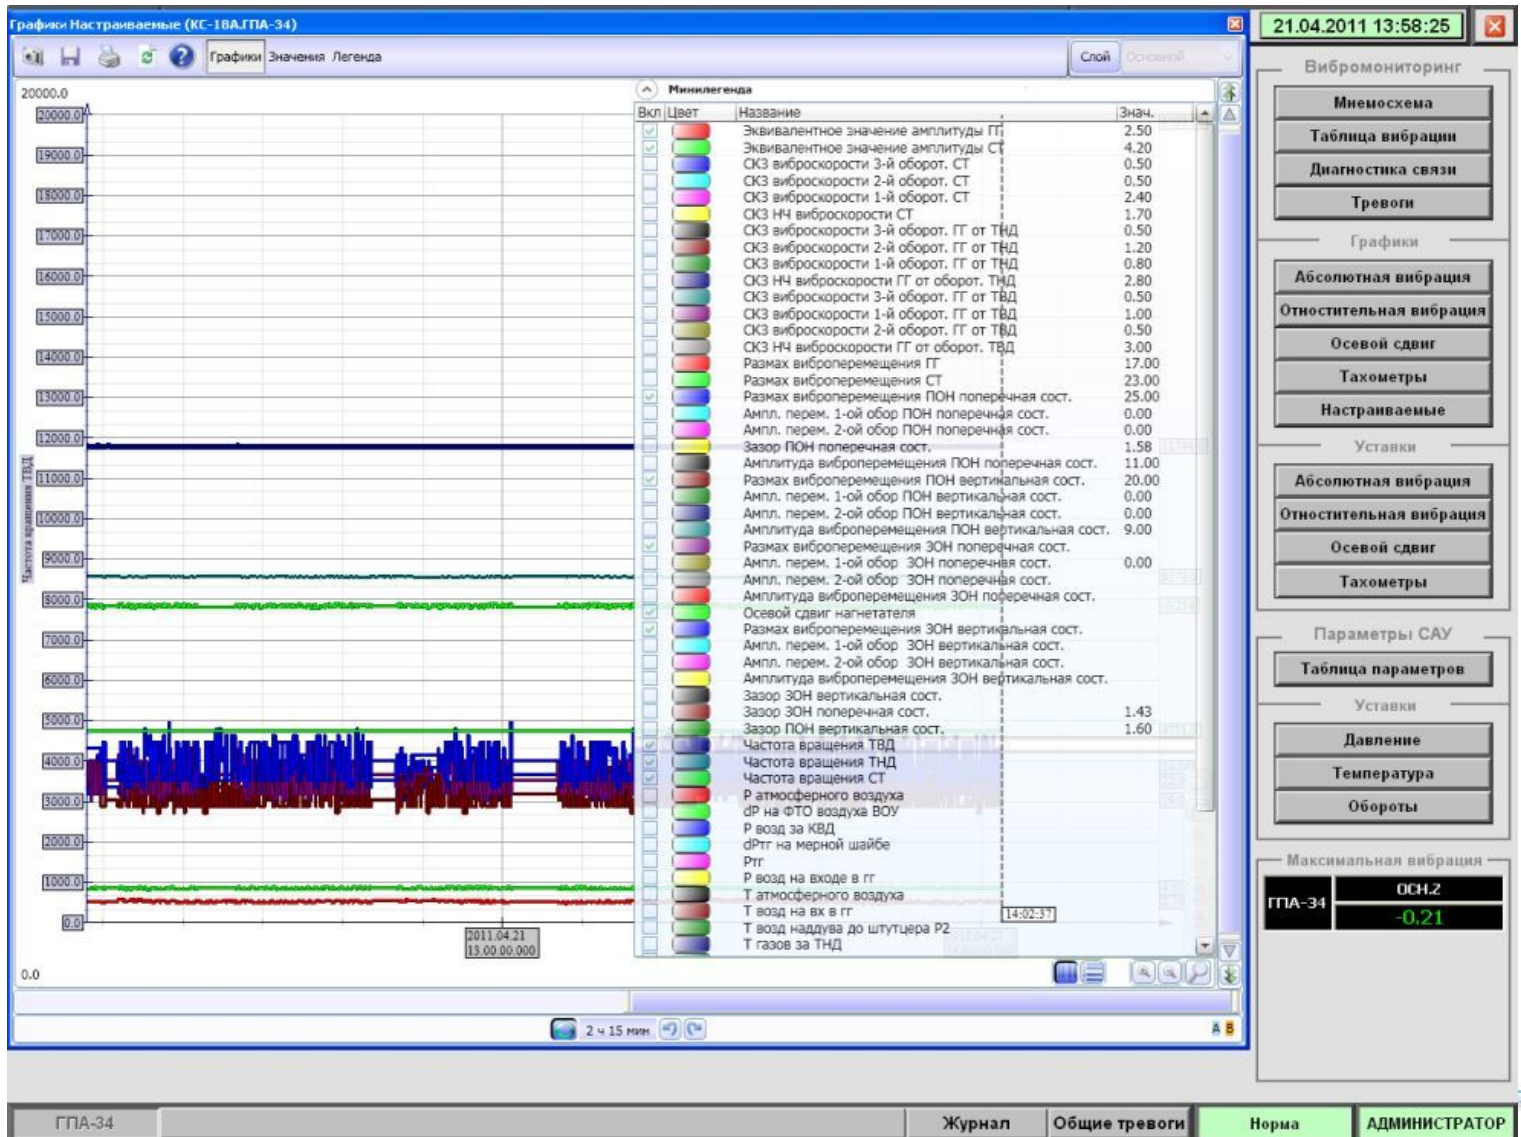 Графики Настраиваемые (КС-18А.ГПА-34)
21.04.2011 13:58:25
Графики Значения Легенда
Слой Основной
20000.0
Минилегенда
Вкл Цвет Название Знач.
Эквивалентное значение амплитуды ГГ 2.50
Эквивалентное значение амплитуды СТ 4.20
СКЗ виброскорости 3-й оборот. СТ 0.50
СКЗ виброскорости 2-й оборот. СТ 0.50
СКЗ виброскорости 1-й оборот. СТ 2.40
СКЗ НЧ виброскорости СТ 1.70
СКЗ виброскорости 3-й оборот. ГГ от ТНД 0.50
СКЗ виброскорости 2-й оборот. ГГ от ТНД 1.20
СКЗ виброскорости 1-й оборот. ГГ от ТНД 0.80
СКЗ НЧ виброскорости ГГ от оборот. ТНД 2.80
СКЗ виброскорости 3-й оборот. ГГ от ТВД 0.50
СКЗ виброскорости 1-й оборот. ГГ от ТВД 1.00
СКЗ виброскорости 2-й оборот. ГГ от ТВД 0.50
СКЗ НЧ виброскорости ГГ от оборот. ТВД 3.00
Размах виброперемещения ГГ 17.00
Размах виброперемещения СТ 23.00
Размах виброперемещения ПОН поперечная сост. 25.00
Ампл. перем. 1-ой обор ПОН поперечная сост. 0.00
Ампл. перем. 2-ой обор ПОН поперечная сост. 0.00
Зазор ПОН поперечная сост. 1.58
Амплитуда виброперемещения ПОН поперечная сост. 11.00
Размах виброперемещения ПОН вертикальная сост. 20.00
Ампл. перем. 1-ой обор ПОН вертикальная сост. 0.00
Ампл. перем. 2-ой обор ПОН вертикальная сост. 0.00
Амплитуда виброперемещения ПОН вертикальная сост. 9.00
Размах виброперемещения ЗОН поперечная сост.
Ампл. перем. 1-ой обор ЗОН поперечная сост. 0.00
Ампл. перем. 2-ой обор ЗОН поперечная сост.
Амплитуда виброперемещения ЗОН поперечная сост.
Осевой сдвиг нагнетателя
Размах виброперемещения ЗОН вертикальная сост.
Ампл. перем. 1-ой обор ЗОН вертикальная сост.
Ампл. перем. 2-ой обор ЗОН вертикальная сост.
Амплитуда виброперемещения ЗОН вертикальная сост.
Зазор ЗОН вертикальная сост.
Зазор ЗОН поперечная сост. 1.43
Зазор ПОН вертикальная сост. 1.60
Частота вращения ТВД
Частота вращения ТНД
Частота вращения СТ
Р атмосферного воздуха
dР на ФТО воздуха ВОУ
Р возд за КВД
dРтг на мерной шайбе
Ртг
Р возд на входе в гг
Т атмосферного воздуха
Т возд на вх в гг
Т возд наддува до штутцера Р2
Т газов за ТНД
14:02:37
20000.0
19000.0
18000.0
17000.0
16000.0
15000.0
14000.0
13000.0
12000.0
11000.0
10000.0
9000.0
8000.0
7000.0
6000.0
5000.0
4000.0
3000.0
2000.0
1000.0
0.0
Частота вращения ТВД
2011.04.21
13.00.00.000
0.0
2 ч 15 мин
А В
Вибромониторинг
Мнемосхема
Таблица вибрации
Диагностика связи
Тревоги
Графики
Абсолютная вибрация
Отностительная вибрация
Осевой сдвиг
Тахометры
Настраиваемые
Уставки
Абсолютная вибрация
Отностительная вибрация
Осевой сдвиг
Тахометры
Параметры САУ
Таблица параметров
Уставки
Давление
Температура
Обороты
Максимальная вибрация
ГПА-34
ОСН.Z
-0.21
ГПА-34
Журнал
Общие тревоги
Норма
АДМИНИСТРАТОР